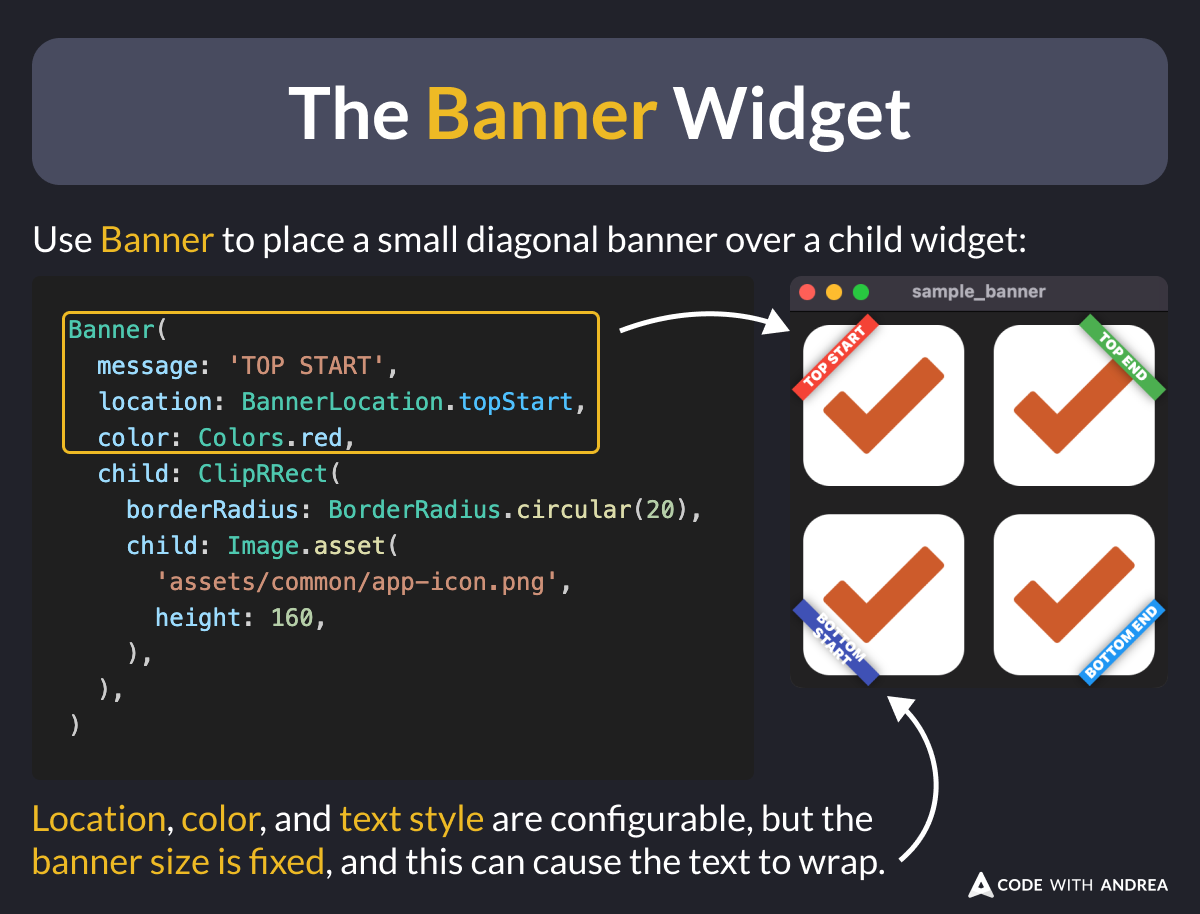 The Banner Widget
Use Banner to place a small diagonal banner over a child widget:
Banner(
  message: 'TOP START',
  location: BannerLocation.topStart,
  color: Colors.red,
  child: ClipRRect(
    borderRadius: BorderRadius.circular(20),
    child: Image.asset(
      'assets/common/app-icon.png',
      height: 160,
    ),
  ),
)
sample_banner
TOP START
TOP END
BOTTOM
START
BOTTOM END
Location, color, and text style are configurable, but the
banner size is fixed, and this can cause the text to wrap.
CODE WITH ANDREA